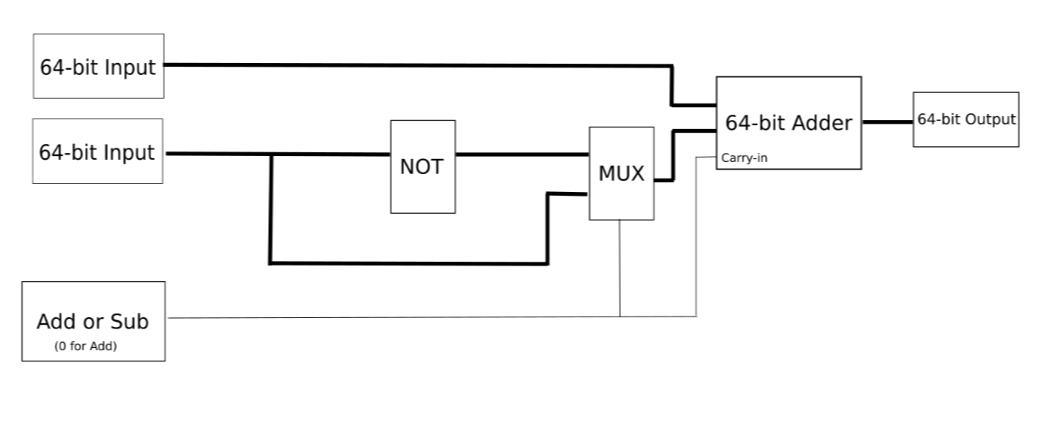 64-bit Input
64-bit Input
NOT
MUX
64-bit Adder
Carry-in
64-bit Output
Add or Sub
(0 for Add)